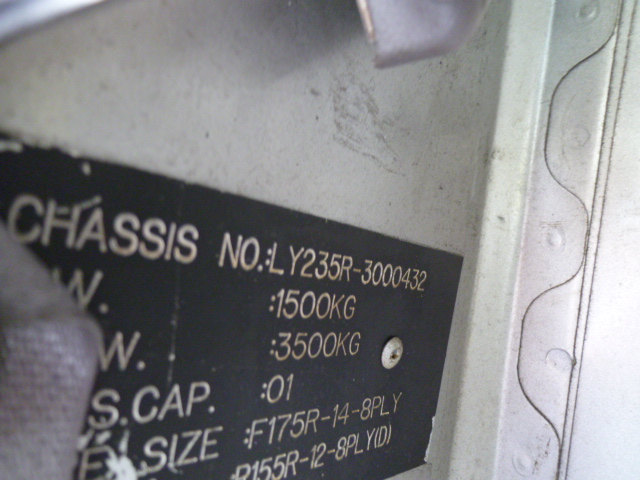 CHASSIS NO.:LY235R-3000432
W. :1500KG
W. :3500KG
S.CAP. :01
SIZE :F175R-14-8PLY
R155R-12-8PLY(D)